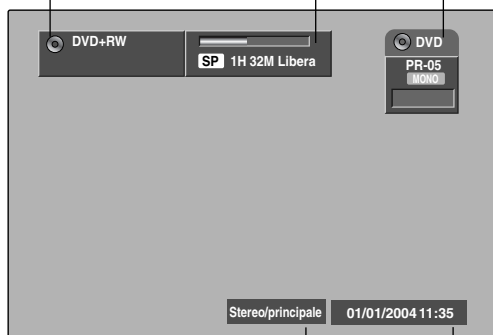 DVD+RW
SP 1H 32M Libera
DVD
PR-05
MONO
Stereo/principale
01/01/2004 11:35